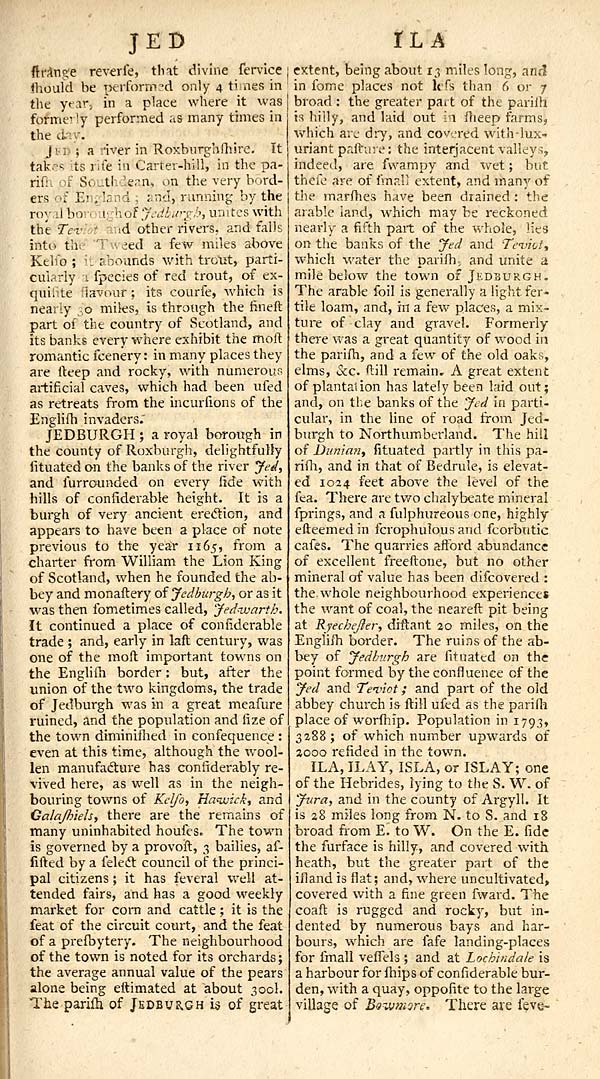 JED
ſtrange reverſe, that divine ſervice
ſhould be performed only 4 times in
the year, in a place where it was
formerly performed as many times in
the day.
JED; a river in Roxburghſhire. It
takes its riſe in Carter-hill, in the pa-
riſh of Southdean, on the very bord-
ers of England; and, running by the
royal borough of Jedburgh, unites with
the Teviot and other rivers, and falls
into the Tweed a few miles above
Kelſo; it abounds with trout, parti-
cularly a ſpecies of red trout, of ex-
quiſite flavour; its courſe, which is
nearly 30 miles, is through the fineſt
part of the country of Scotland, and
its banks every where exhibit the moſt
romantic ſcenery: in many places they
are ſteep and rocky, with numerous
artificial caves, which had been uſed
as retreats from the incurſions of the
Engliſh invaders.
JEDBURGH; a royal borough in
the county of Roxburgh, delightfully
ſituated on the banks of the river Jed,
and ſurrounded on every ſide with
hills of conſiderable height. It is a
burgh of very ancient erection, and
appears to have been a place of note
previous to the year 1165, from a
charter from William the Lion King
of Scotland, when he founded the ab-
bey and monaſtery of Jedburgh, or as it
was then ſometimes called, Jedwarth.
It continued a place of conſiderable
trade; and, early in laſt century, was
one of the moſt important towns on
the Engliſh border: but, after the
union of the two kingdoms, the trade
of Jedburgh was in a great meaſure
ruined, and the population and ſize of
the town diminiſhed in conſequence:
even at this time, although the wool-
len manufacture has conſiderably re-
vived here, as well as in the neigh-
bouring towns of Kelſo, Hawick, and
Galaſhiels, there are the remains of
many uninhabited houſes. The town
is governed by a provoſt, 3 bailies, aſ-
ſiſted by a ſelect council of the princi-
pal citizens; it has ſeveral well at-
tended fairs, and has a good weekly
market for corn and cattle; it is the
ſeat of the circuit court, and the ſeat
of a preſbytery. The neighbourhood
of the town is noted for its orchards;
the average annual value of the pears
alone being eſtimated at about 300l.
The pariſh of JEDBURGH is of great
ILA
extent, being about 13 miles long, and
in ſome places not leſs than 6 or 7
broad: the greater part of the pariſh
is hilly, and laid out in ſheep farms,
which are dry, and covered with lux-
uriant paſture: the interjacent valleys,
indeed, are ſwampy and wet; but
theſe are of ſmall extent, and many of
the marſhes have been drained: the
arable land, which may be reckoned
nearly a fifth part of the whole, lies
on the banks of the Jed and Teviot,
which water the pariſh, and unite a
mile below the town of JEDBURGH.
The arable ſoil is generally a light fer-
tile loam, and, in a few places, a mix-
ture of clay and gravel. Formerly
there was a great quantity of wood in
the pariſh, and a few of the old oaks,
elms, &c. ſtill remain. A great extent
of plantation has lately been laid out;
and, on the banks of the Jed in parti-
cular, in the line of road from Jed-
burgh to Northumberland. The hill
of Dunian, ſituated partly in this pa-
riſh, and in that of Bedrule, is elevat-
ed 1024 feet above the level of the
ſea. There are two chalybeate mineral
ſprings, and a ſulphureous one, highly
eſteemed in ſcrophulous and ſcorbutic
caſes. The quarries afford abundance
of excellent freeſtone, but no other
mineral of value has been diſcovered:
the whole neighbourhood experiences
the want of coal, the neareſt pit being
at Ryecheſter, diſtant 20 miles, on the
Engliſh border. The ruins of the ab-
bey of Jedburgh are ſituated on the
point formed by the confluence of the
Jed and Teviot; and part of the old
abbey church is ſtill uſed as the pariſh
place of worſhip. Population in 1793,
3288; of which number upwards of
2000 reſided in the town.
ILA, ILAY, ISLA, or ISLAY; one
of the Hebrides, lying to the S. W. of
Jura, and in the county of Argyll. It
is 28 miles long from N. to S. and 18
broad from E. to W. On the E. ſide
the ſurface is hilly, and covered with
heath, but the greater part of the
iſland is flat; and, where uncultivated,
covered with a fine green ſward. The
coaſt is rugged and rocky, but in-
dented by numerous bays and har-
bours, which are ſafe landing-places
for ſmall veſſels; and at Lochindale is
a harbour for ſhips of conſiderable bur-
den, with a quay, oppoſite to the large
village of Bowmore. There are ſeve-